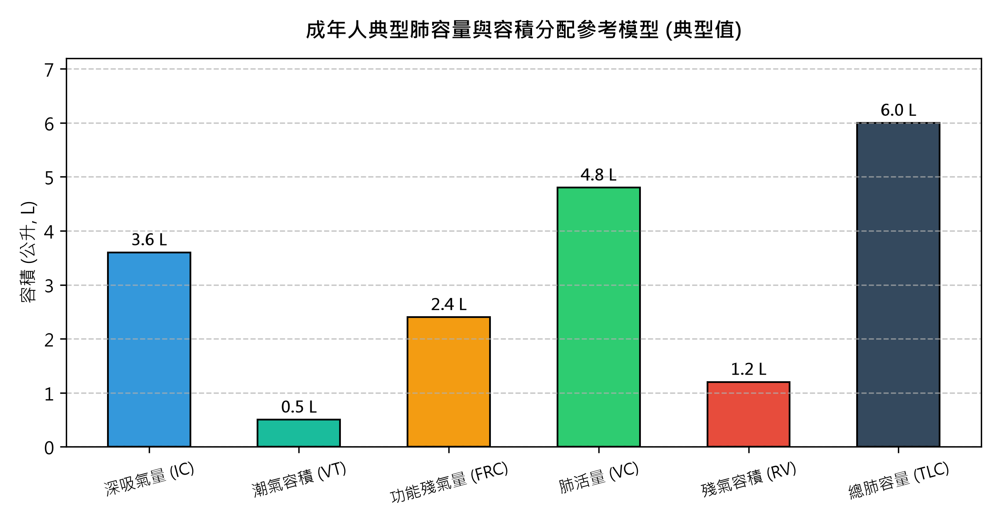 成年人典型肺容量與容積分配參考模型 (典型值)
容積 (公升, L)
7
6
5
4
3
2
1
0
3.6 L
0.5 L
2.4 L
4.8 L
1.2 L
6.0 L
深吸氣量 (IC)
潮氣容積 (VT)
功能殘氣量 (FRC)
肺活量 (VC)
殘氣容積 (RV)
總肺容量 (TLC)